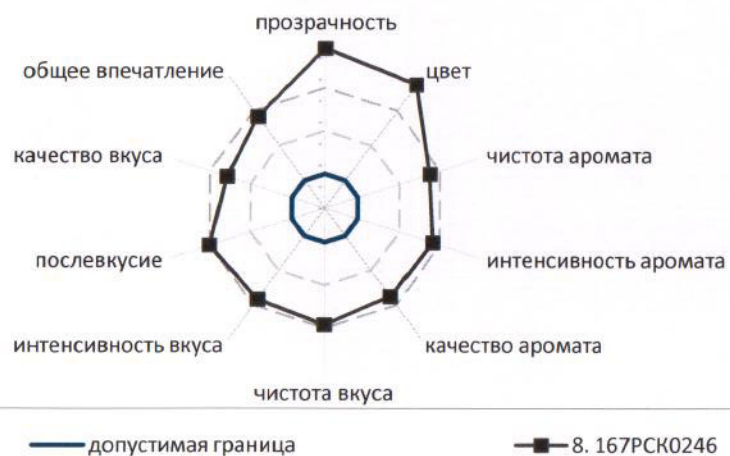 прозрачность
общее впечатление
цвет
качество вкуса
чистота аромата
послевкусие
интенсивность аромата
интенсивность вкуса
качество аромата
чистота вкуса
допустимая граница
8. 167РСК0246